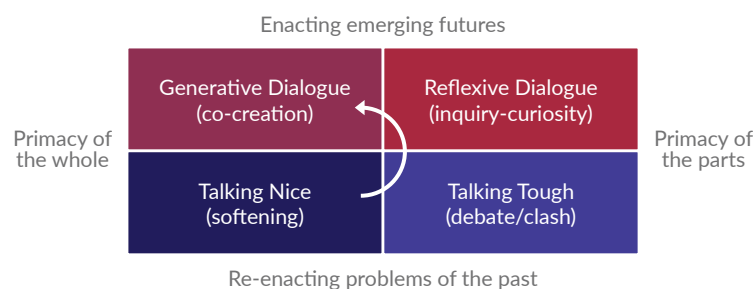 Enacting emerging futures
Generative Dialogue
(co-creation)
Reflexive Dialogue
(inquiry-curiosity)
Primacy of
the whole
Primacy of
the parts
Talking Nice
(softening)
Talking Tough
(debate/clash)
Re-enacting problems of the past